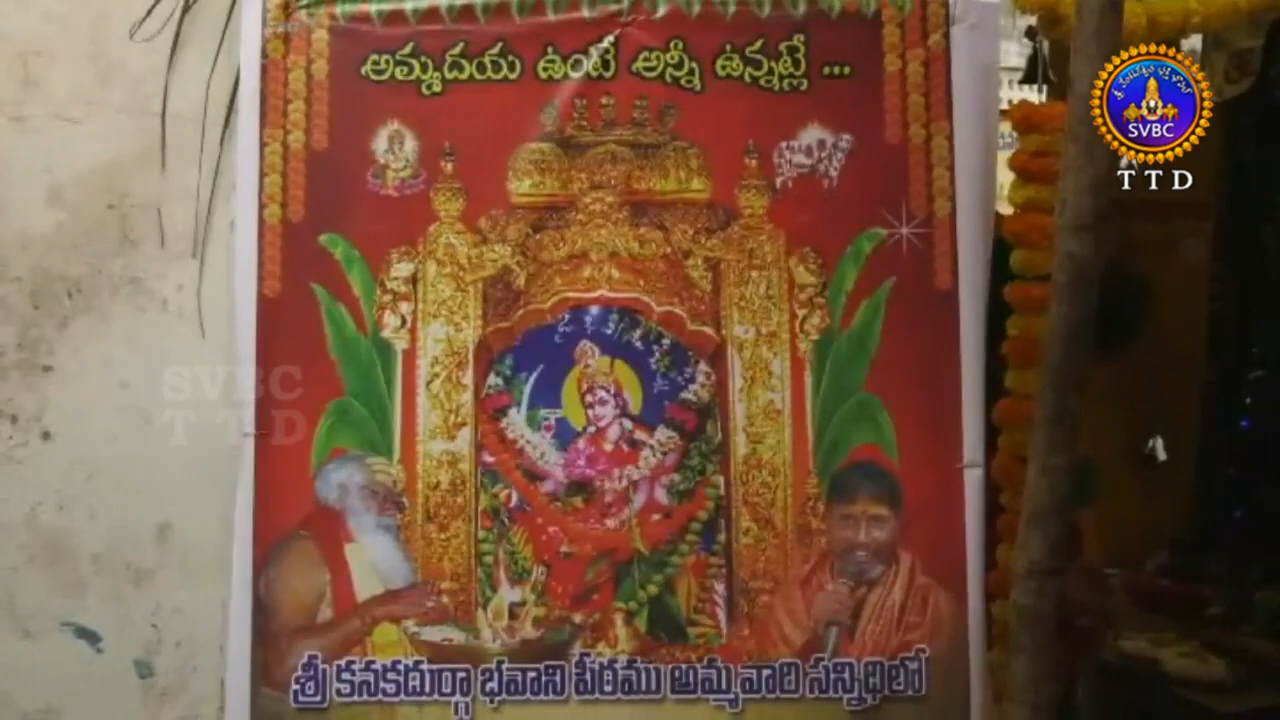 అమ్మదయ ఉంటే అన్నీ ఉన్నట్లే ...
SVBC
TTD
SVBC
TTD
శ్రీ కనకదుర్గా భవాని పీఠము అమ్మవారి సన్నిధిలో